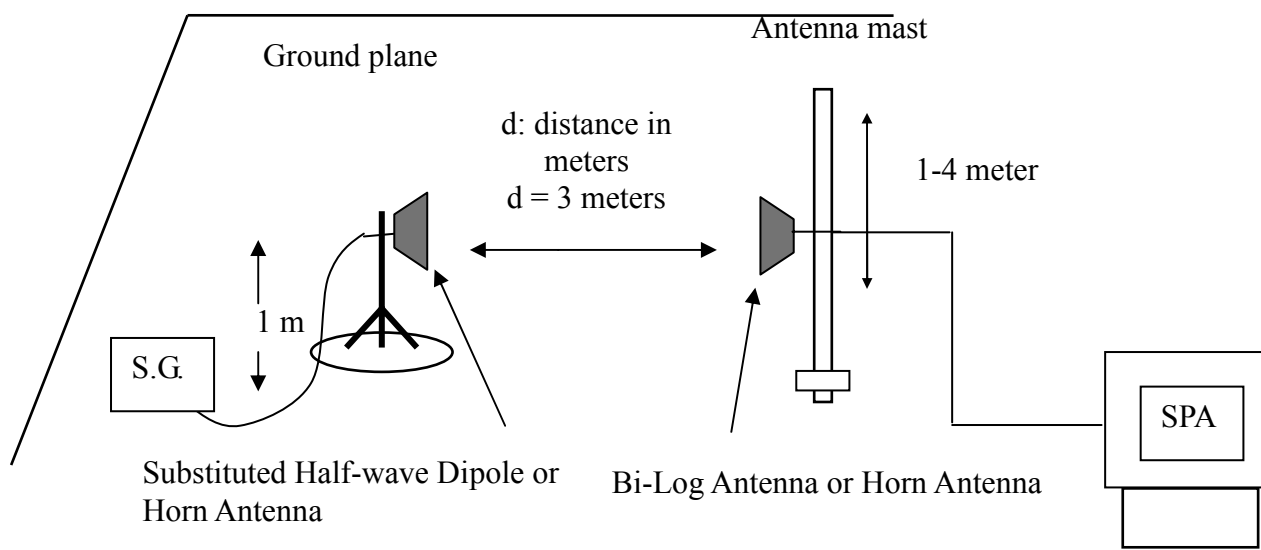 Antenna mast
Ground plane
d: distance in
meters
d = 3 meters
1-4 meter
1 m
S.G.
SPA
Substituted Half-wave Dipole or
Horn Antenna
Bi-Log Antenna or Horn Antenna